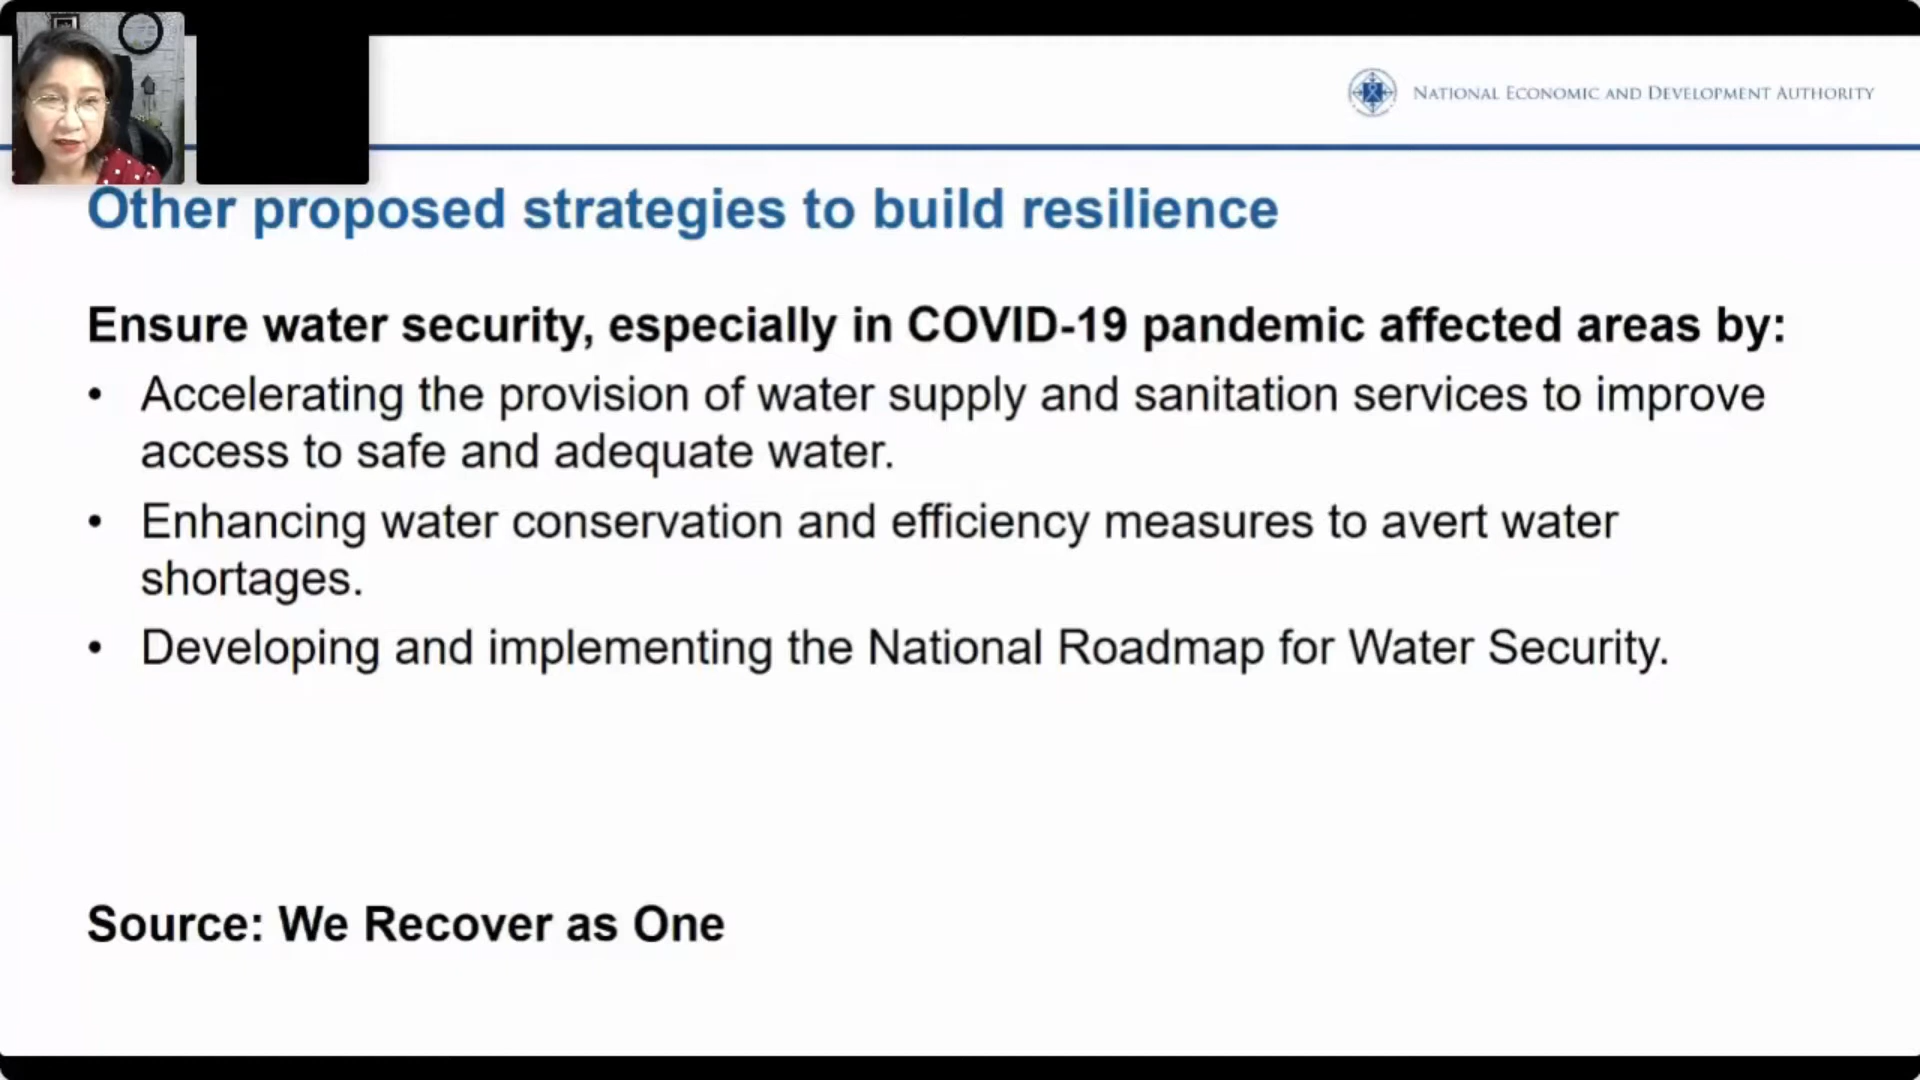 NATIONAL ECONOMIC AND DEVELOPMENT AUTHORITY
Other proposed strategies to build resilience
Ensure water security, especially in COVID-19 pandemic affected areas by:
• Accelerating the provision of water supply and sanitation services to improve
access to safe and adequate water.
• Enhancing water conservation and efficiency measures to avert water
shortages.
• Developing and implementing the National Roadmap for Water Security.
Source: We Recover as One